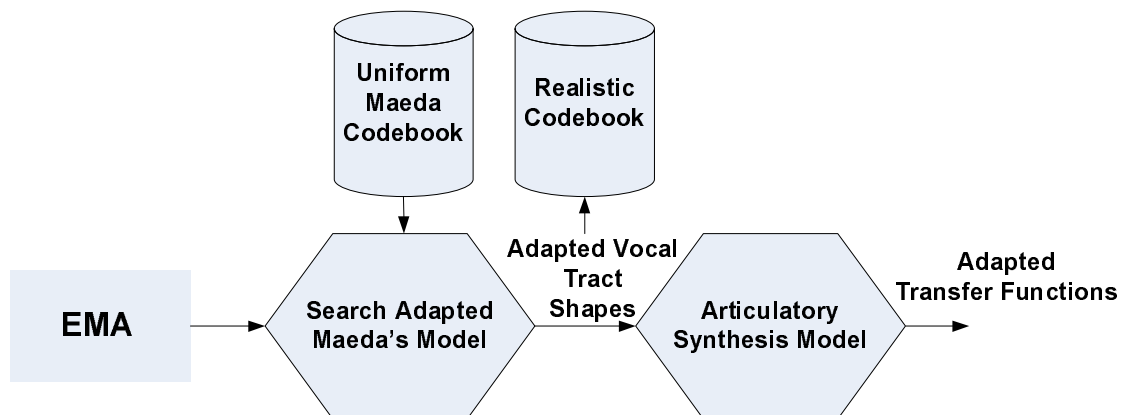 Uniform
Maeda
Codebook
Realistic
Codebook
EMA
Search Adapted
Maeda's Model
Adapted Vocal
Tract
Shapes
Articulatory
Synthesis Model
Adapted
Transfer Functions